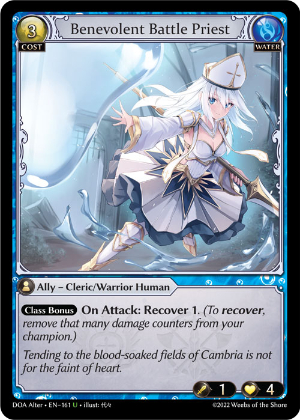 3
COST
Benevolent Battle Priest
WATER
Ally – Cleric/Warrior Human
Class Bonus On Attack: Recover 1. (To recover,
remove that many damage counters from your
champion.)
Tending to the blood-soaked fields of Cambria is not
for the faint of heart.
1
4
DOA Alter • EN-161 U • illust: 代々
©2022 Weebs of the Shore